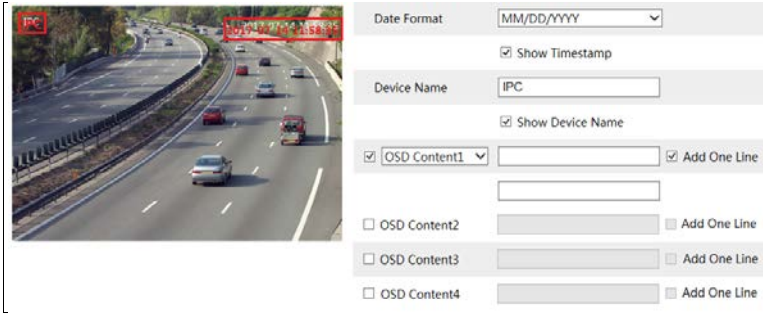 IPC
Date Format MM/DD/YYYY
Show Timestamp
Device Name IPC
Show Device Name
OSD Content1 Add One Line
OSD Content2 Add One Line
OSD Content3 Add One Line
OSD Content4 Add One Line